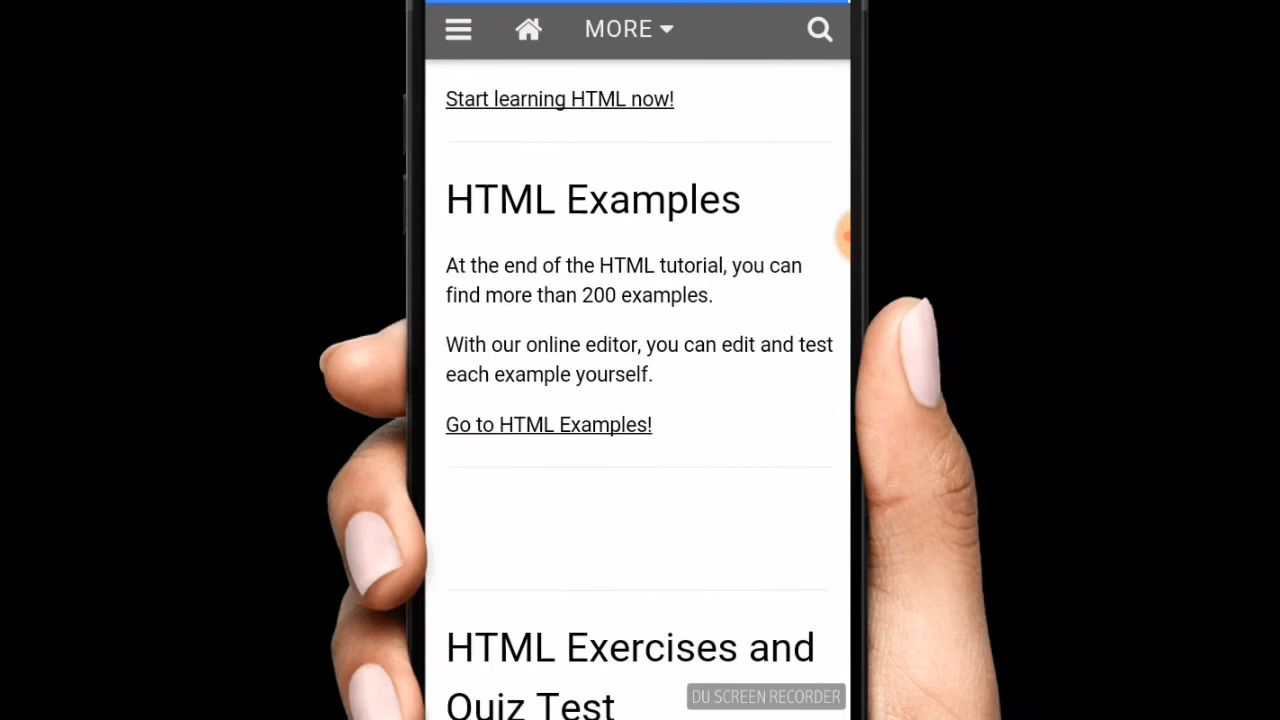 MORE
Start learning HTML now!
HTML Examples
At the end of the HTML tutorial, you can
find more than 200 examples.
With our online editor, you can edit and test
each example yourself.
Go to HTML Examples!
HTML Exercises and
Quiz Test
DU SCREEN RECORDER